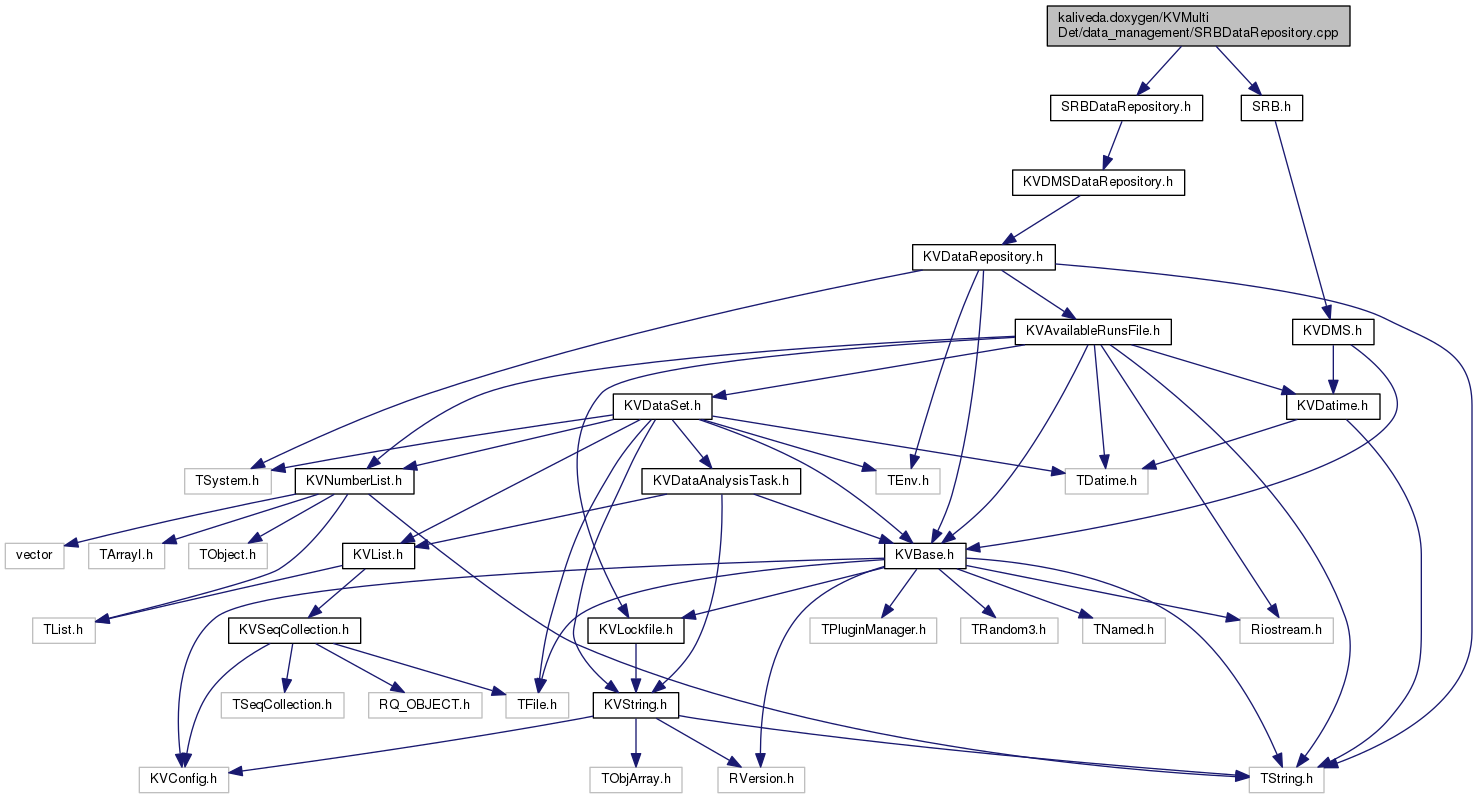 kaliveda.doxygen/KVMulti
Det/data_management/SRBDataRepository.cpp
SRBDataRepository.h
SRB.h
KVDMSDataRepository.h
KVDataRepository.h
KVAvailableRunsFile.h
KVDMS.h
KVDataSet.h
KVDatime.h
TSystem.h
KVNumberList.h
KVDataAnalysisTask.h
TEnv.h
TDatime.h
vector
TArrayI.h
TObject.h
KVList.h
KVBase.h
TList.h
KVSeqCollection.h
KVLockfile.h
TPluginManager.h
TRandom3.h
TNamed.h
Riostream.h
TSeqCollection.h
RQ_OBJECT.h
TFile.h
KVString.h
KVConfig.h
TObjArray.h
RVersion.h
TString.h